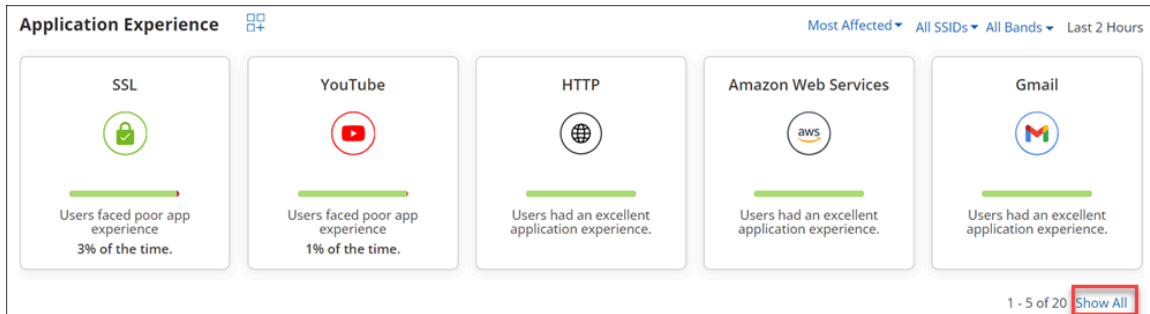 Application Experience
Most Affected All SSIDs All Bands Last 2 Hours
SSL
Users faced poor app
experience
3% of the time.
YouTube
Users faced poor app
experience
1% of the time.
HTTP
Users had an excellent
application experience.
Amazon Web Services
aws
Users had an excellent
application experience.
Gmail
Users had an excellent
application experience.
1 - 5 of 20 Show All